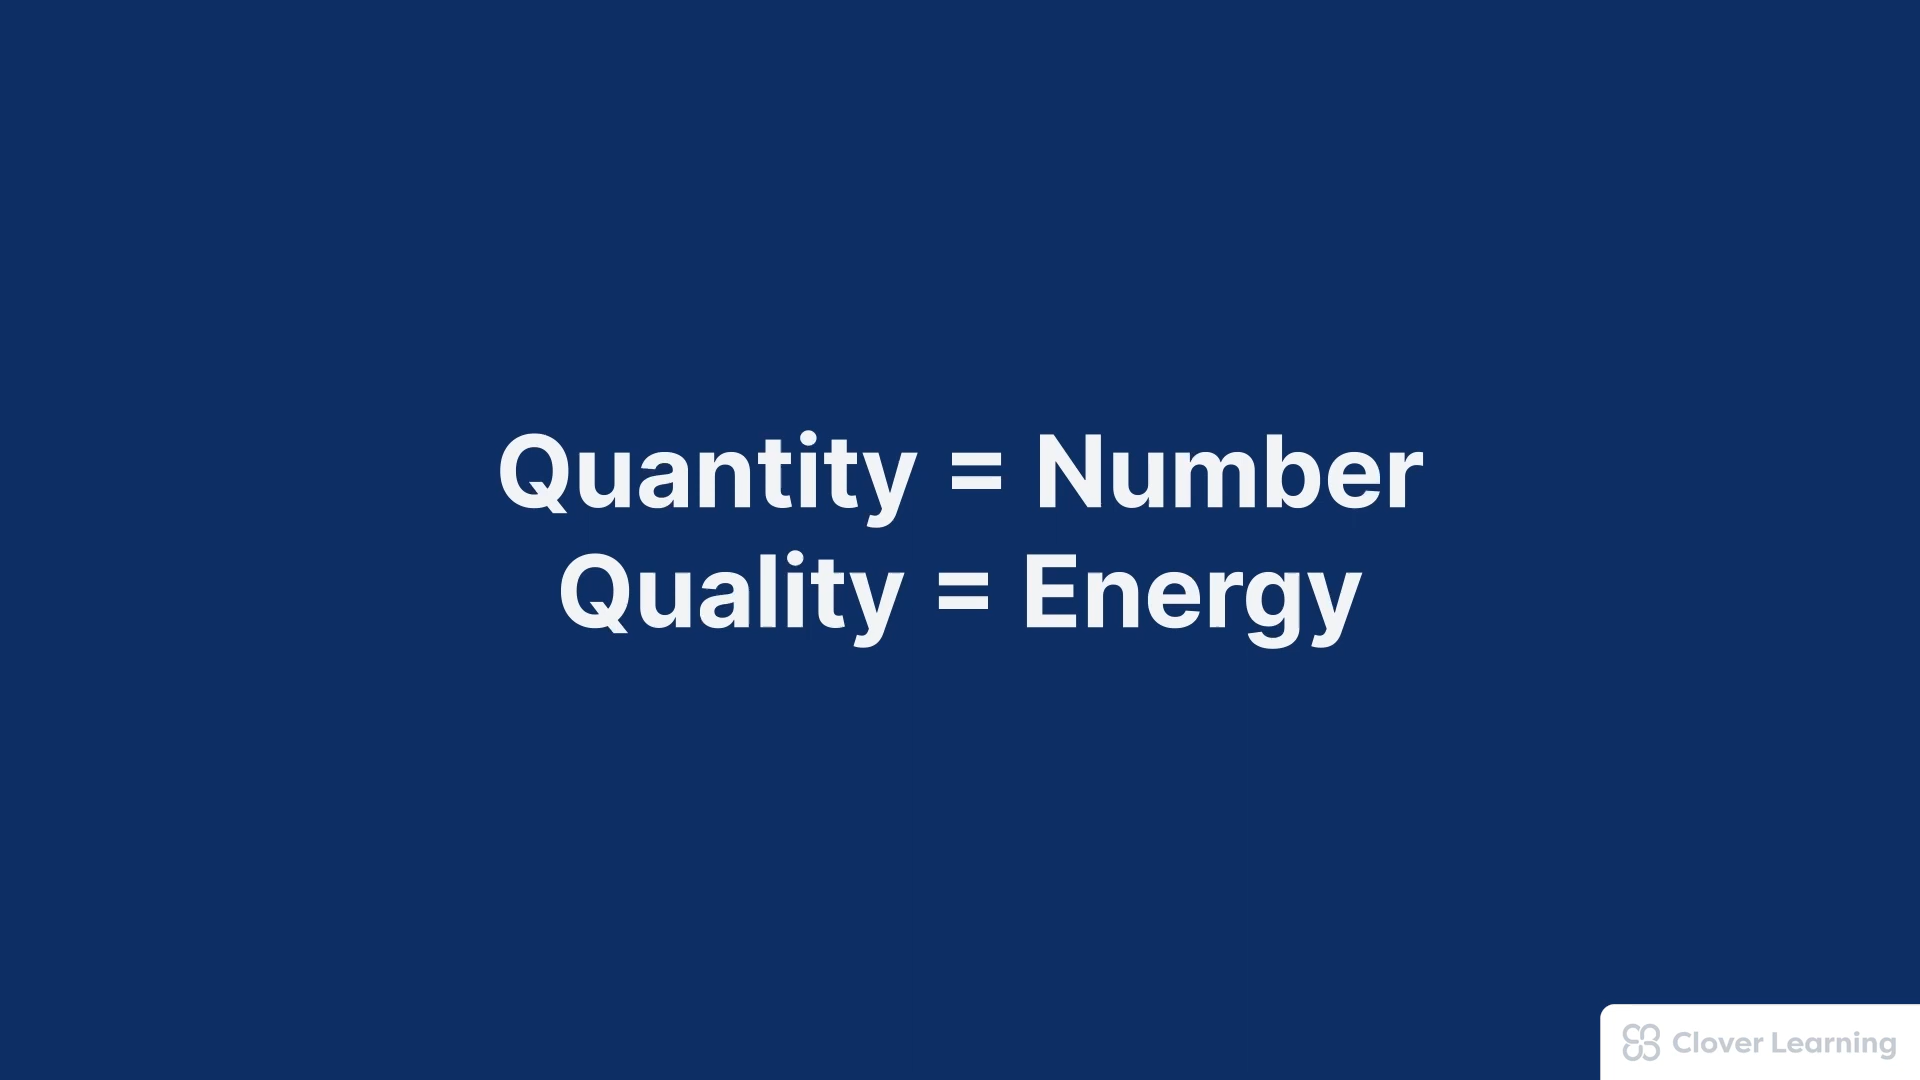 Quantity = Number
Quality = Energy
Clover Learning